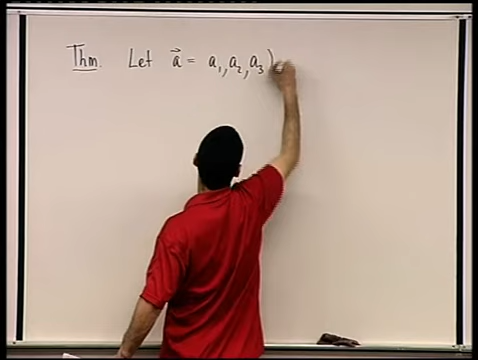 Thm. Let a⃗ = a₁, a₂, a₃)